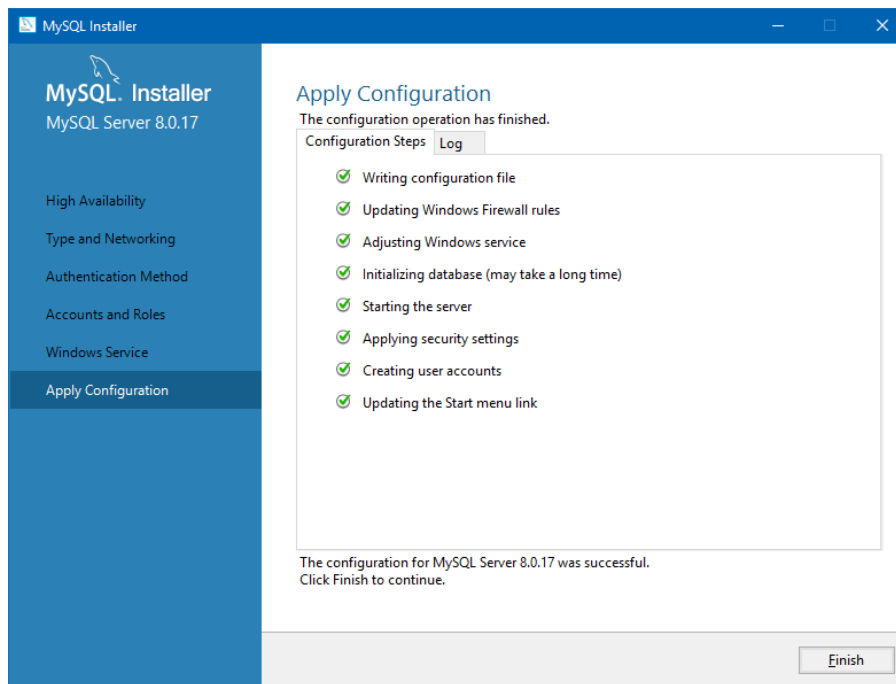 MySQL Installer
MySQL. Installer
MySQL Server 8.0.17
High Availability
Type and Networking
Authentication Method
Accounts and Roles
Windows Service
Apply Configuration
Apply Configuration
The configuration operation has finished.
Configuration Steps Log
Writing configuration file
Updating Windows Firewall rules
Adjusting Windows service
Initializing database (may take a long time)
Starting the server
Applying security settings
Creating user accounts
Updating the Start menu link
The configuration for MySQL Server 8.0.17 was successful.
Click Finish to continue.
Finish